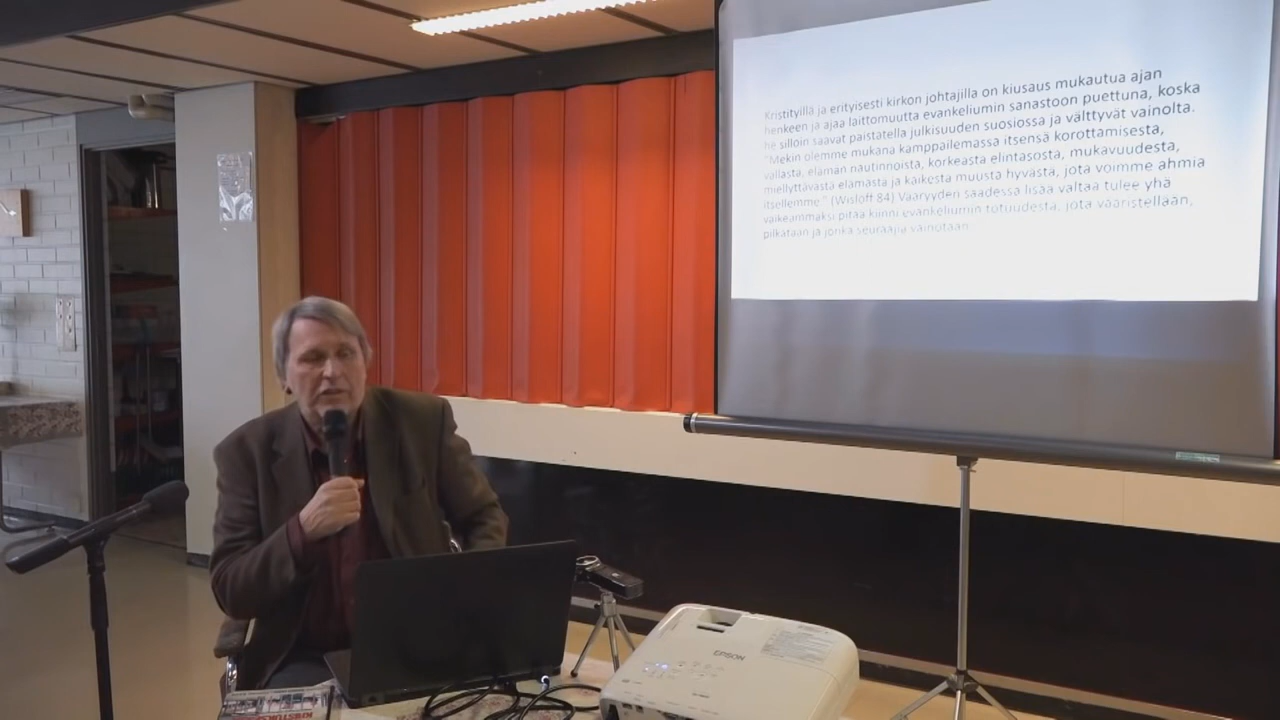 Kristityillä ja erityisesti kirkon johtajilla on kiusaus mukautua ajan
henkeen ja ajaa laittomuutta evankeliumin sanastoon puettuna, koska
he silloin saavat paistatella julkisuuden suosiossa ja välttyvät vainolta.
"Mekin olemme mukana kamppailemassa itsensä korottamisesta,
vallasta, elämän nautinnoista, korkeasta elintasosta, mukavuudesta,
miellyttävästä elämästä ja kaikesta muusta hyvästä, jota voimme ahmia
itsellemme." (Wisløff 84) Vääryyden saadessa lisää valtaa tulee yhä
vaikeammaksi pitää kiinni evankeliumin totuudesta, jota vääristellään,
pilkataan ja jonka seuraajia vainotaan.
EPSON